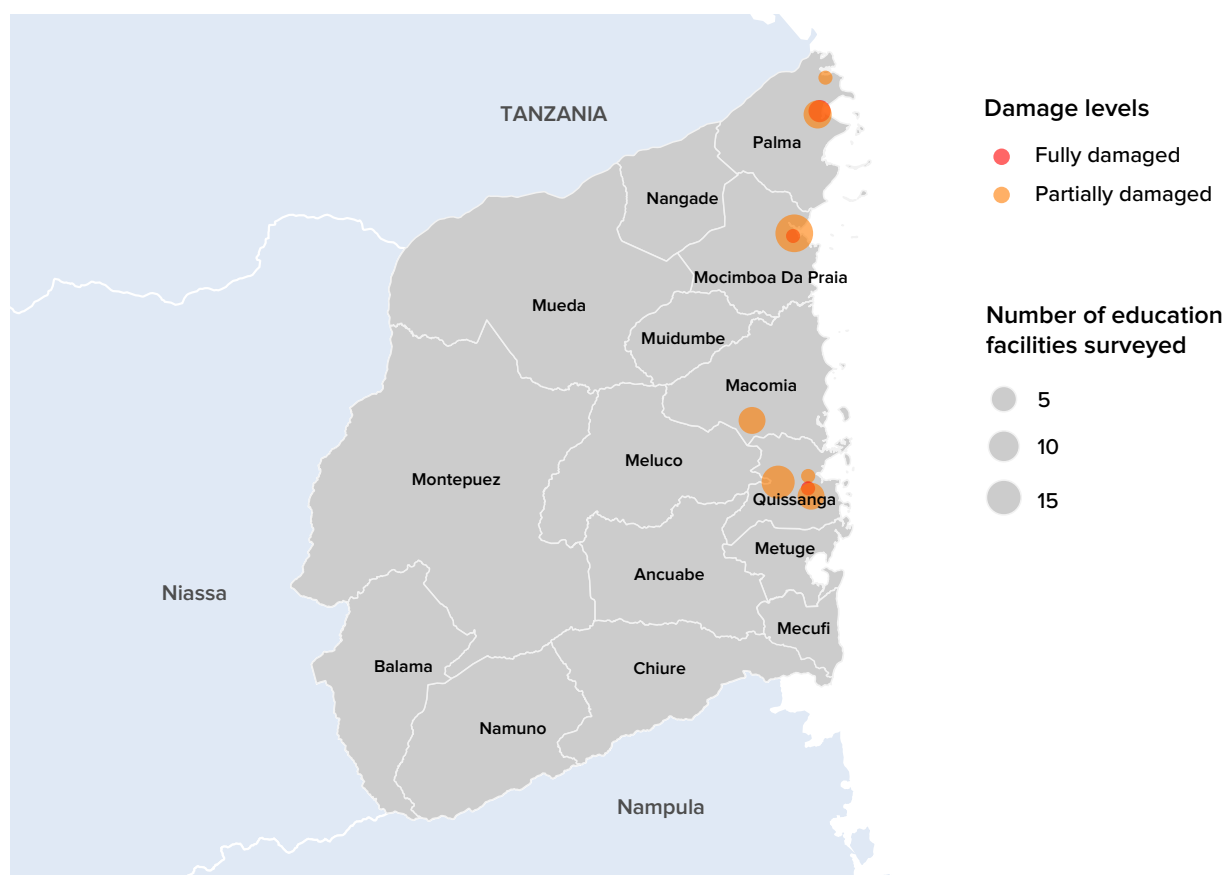 TANZANIA
Palma
Nangade
Mocimboa Da Praia
Mueda
Muidumbe
Macomia
Meluco
Montepuez
Quissanga
Metuge
Ancuabe
Niassa
Mecufi
Balama
Chiure
Namuno
Nampula
Damage levels
Fully damaged
Partially damaged
Number of education
facilities surveyed
5
10
15